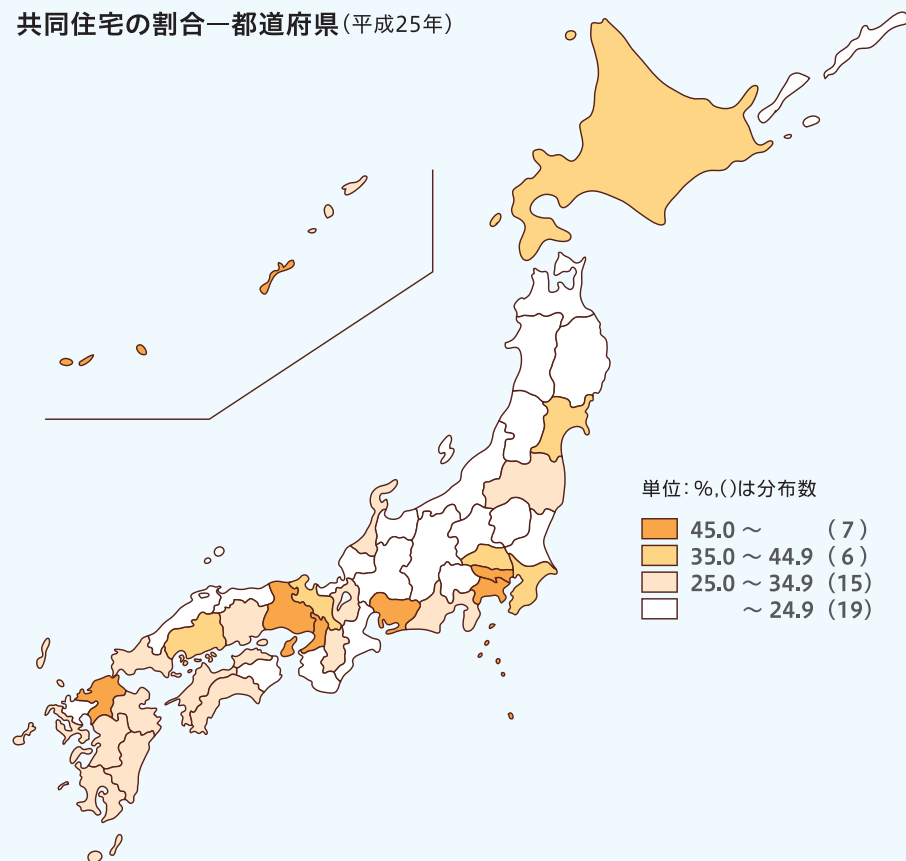 共同住宅の割合―都道府県(平成25年)
単位:%,()は分布数
45.0 ～ (7)
35.0 ～ 44.9 (6)
25.0 ～ 34.9 (15)
～ 24.9 (19)